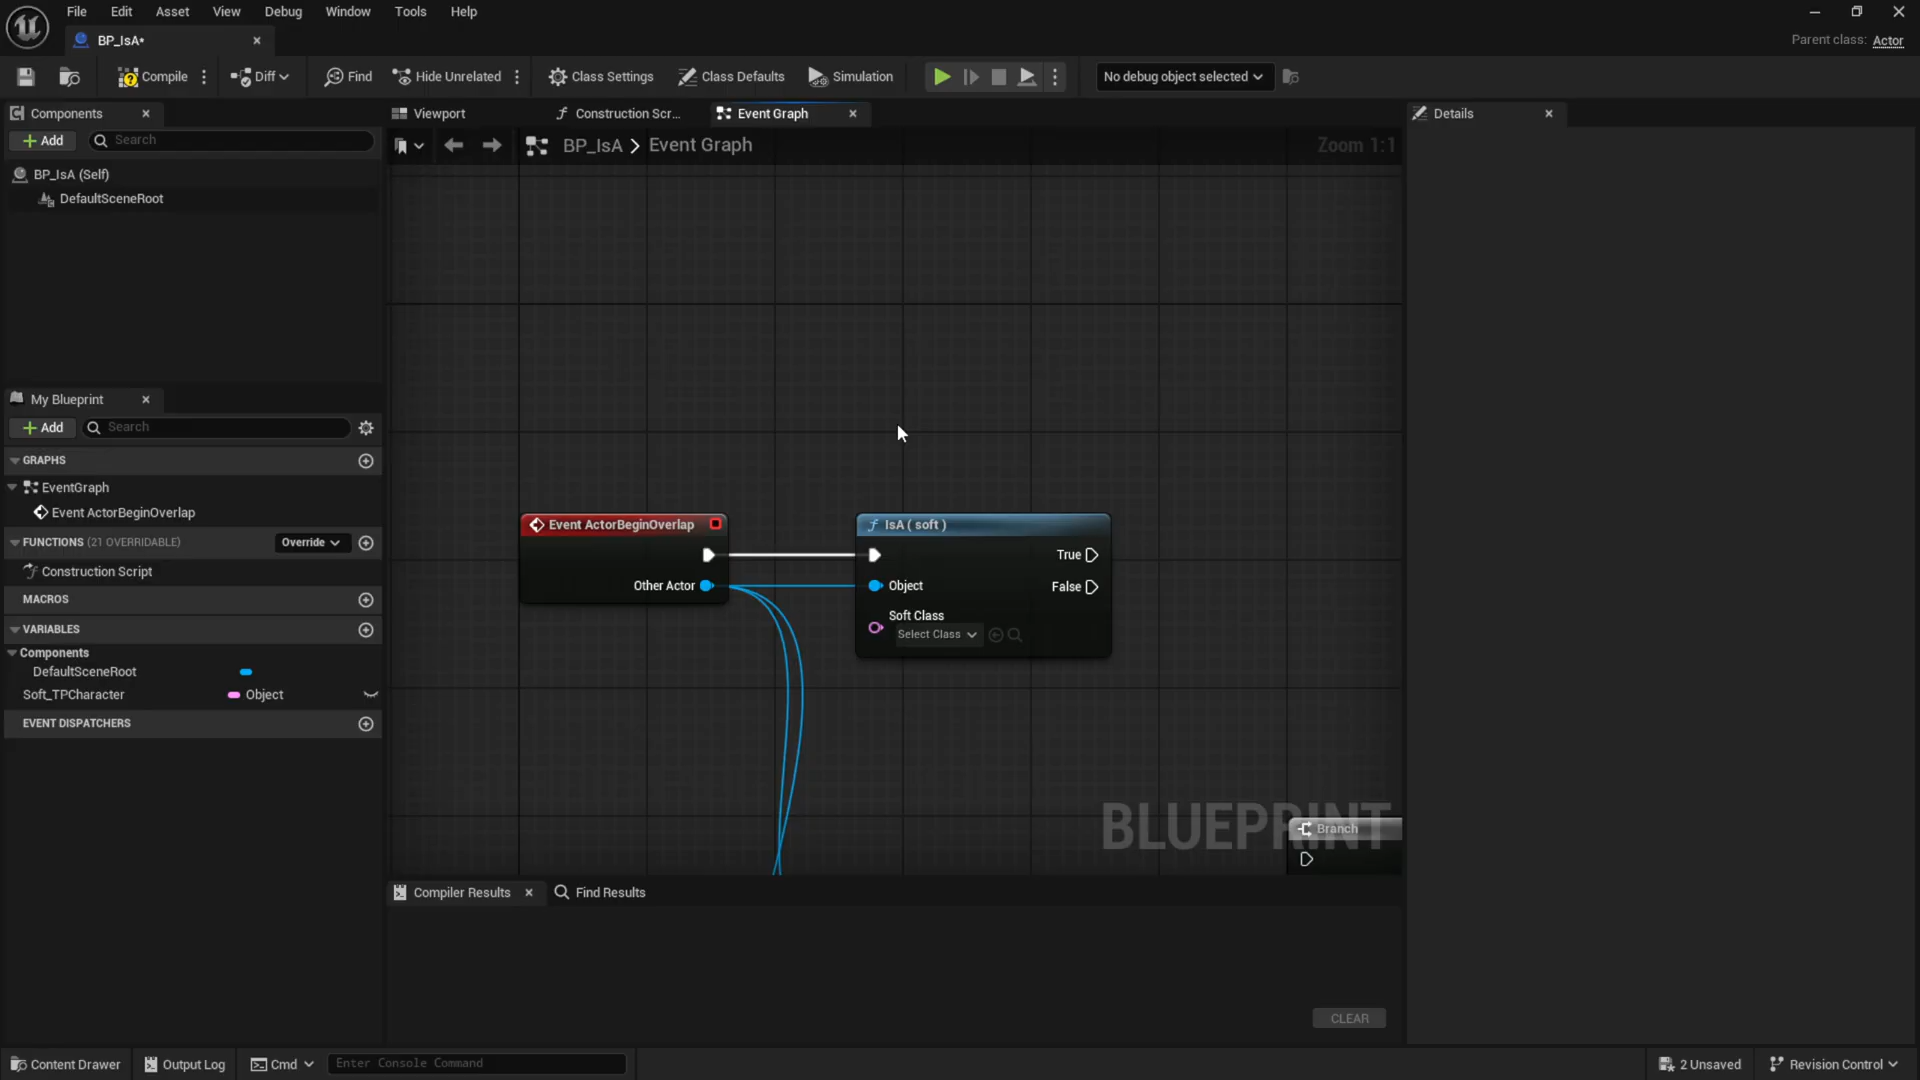 File Edit Asset View Debug Window Tools Help
BP_IsA*
Parent class: Actor
Compile Diff Find Hide Unrelated Class Settings Class Defaults Simulation No debug object selected
Components
Viewport Construction Scr... Event Graph
Details
Add Search
BP_IsA > Event Graph
Zoom 1:1
BP_IsA (Self)
DefaultSceneRoot
My Blueprint
Add Search
GRAPHS
EventGraph
Event ActorBeginOverlap
FUNCTIONS (21 OVERRIDABLE) Override
Construction Script
MACROS
VARIABLES
Components
DefaultSceneRoot
Soft_TPCharacter Object
EVENT DISPATCHERS
Event ActorBeginOverlap
Other Actor
f IsA ( soft )
True
Object
False
Soft Class
Select Class
BLUEPRINT
Branch
Compiler Results Find Results
CLEAR
Content Drawer Output Log Cmd Enter Console Command
2 Unsaved Revision Control